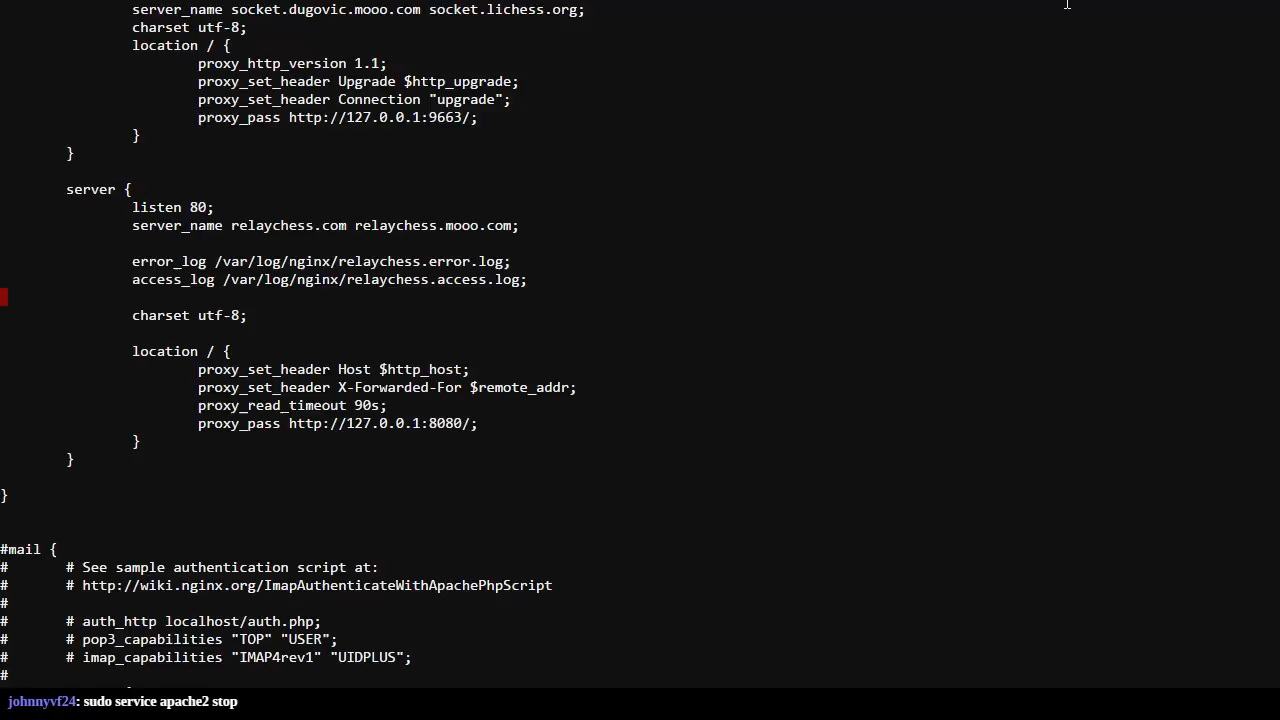 server_name socket.dugovic.mooo.com socket.lichess.org;
charset utf-8;
location / {
proxy_http_version 1.1;
proxy_set_header Upgrade $http_upgrade;
proxy_set_header Connection "upgrade";
proxy_pass http://127.0.0.1:9663/;
}
}
server {
listen 80;
server_name relaychess.com relaychess.mooo.com;
error_log /var/log/nginx/relaychess.error.log;
access_log /var/log/nginx/relaychess.access.log;
charset utf-8;
location / {
proxy_set_header Host $http_host;
proxy_set_header X-Forwarded-For $remote_addr;
proxy_read_timeout 90s;
proxy_pass http://127.0.0.1:8080/;
}
}
}
#mail {
# # See sample authentication script at:
# # http://wiki.nginx.org/ImapAuthenticateWithApachePhpScript
#
# # auth_http localhost/auth.php;
# # pop3_capabilities "TOP" "USER";
# # imap_capabilities "IMAP4rev1" "UIDPLUS";
#
johnnyvf24: sudo service apache2 stop